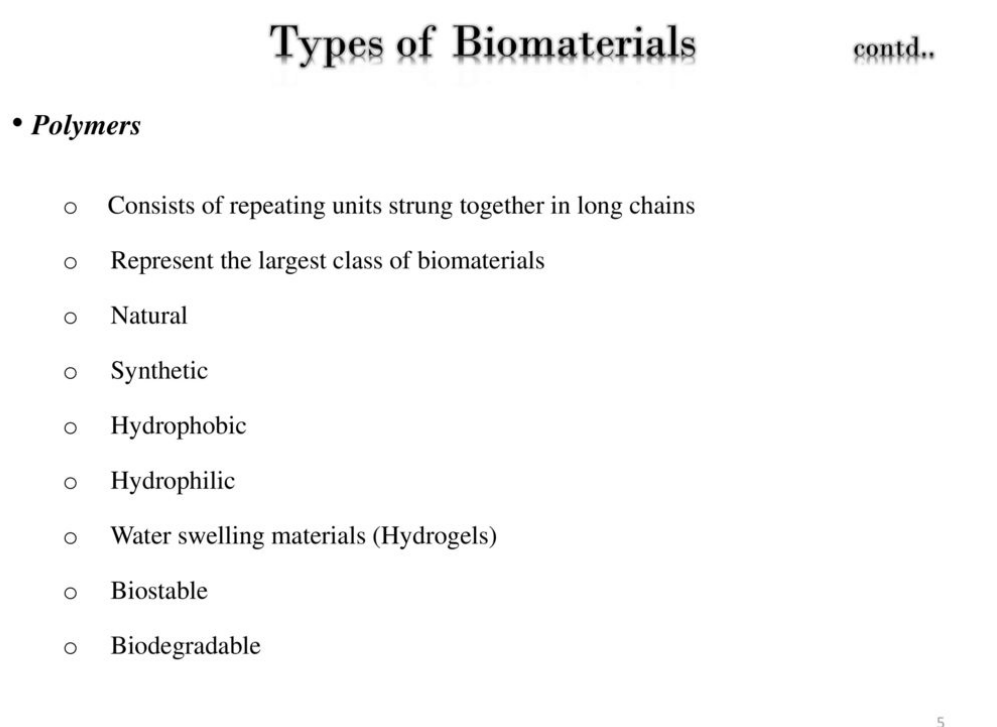 Types of Biomaterials contd..
• Polymers
o Consists of repeating units strung together in long chains
o Represent the largest class of biomaterials
o Natural
o Synthetic
o Hydrophobic
o Hydrophilic
o Water swelling materials (Hydrogels)
o Biostable
o Biodegradable
5